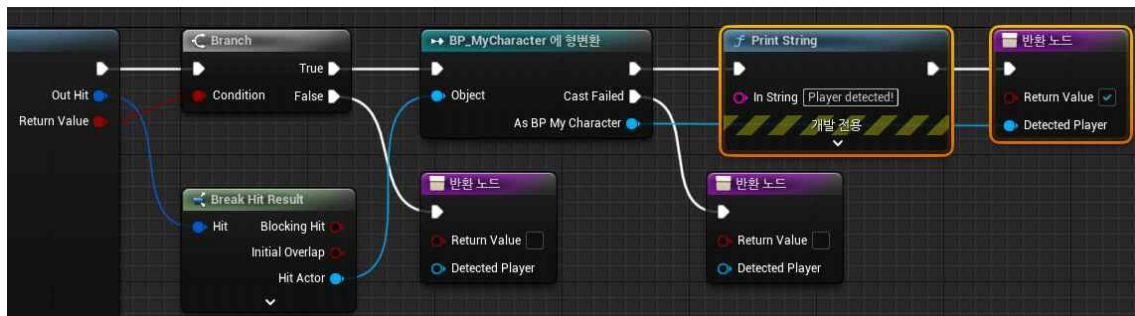 Out Hit
Return Value
Branch
True
Condition
False
Break Hit Result
Hit
Blocking Hit
Initial Overlap
Hit Actor
BP_MyCharacter 에 형변환
Object
Cast Failed
As BP My Character
반환 노드
Return Value
Detected Player
Print String
In String
Player detected!
개발 전용
반환 노드
Return Value
Detected Player
반환 노드
Return Value
Detected Player